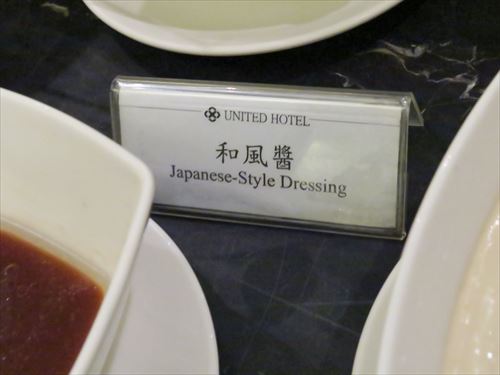 UNITED HOTEL
和風醬
Japanese-Style Dressing